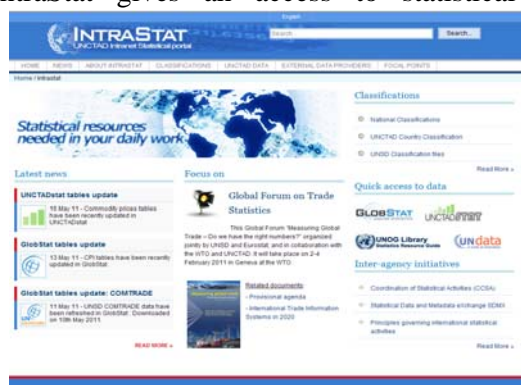 IntraStat gives an access to statistical
English
INTRASTAT
UNCTAD Intranet Statistical portal
Search
Search...
HOME NEWS ABOUT INTRASTAT CLASSIFICATIONS UNCTAD DATA EXTERNAL DATA PROVIDERS FOCAL POINTS
Home / Intrastat
Statistical resources
needed in your daily work
Classifications
National Classifications
UNCTAD Country Classification
UNSD Classification files
Read More »
Latest news
UNCTADstat tables update
16 May 11 - Commodity prices tables
have been recently updated in
UNCTADstat
GlobStat tables update
13 May 11 - CPI tables have been recently
updated in GlobStat
GlobStat tables update: COMTRADE
11 May 11 - UNSD COMTRADE data have
been refreshed in GlobStat. Downloaded
on 10th May 2011.
READ MORE »
Focus on
Global Forum on Trade
Statistics
This Global Forum "Measuring Global
Trade – Do we have the right numbers?" organized
jointly by UNSD and Eurostat, and in collaboration with
the WTO and UNCTAD. It will take place on 2-4
February 2011 in Geneva at the WTO.
Related documents:
- Provisional agenda
- International Trade Information
Systems in 2020
Quick access to data
GLOBSTAT
UNCTADSTAT
UNOG Library
Statistics Resource Guide
UNdata
Inter-agency initiatives
Coordination of Statistical Activities (CCSA)
Statistical Data and Metadata eXchange SDMX
Principles governing international statistical
activities
Read More »